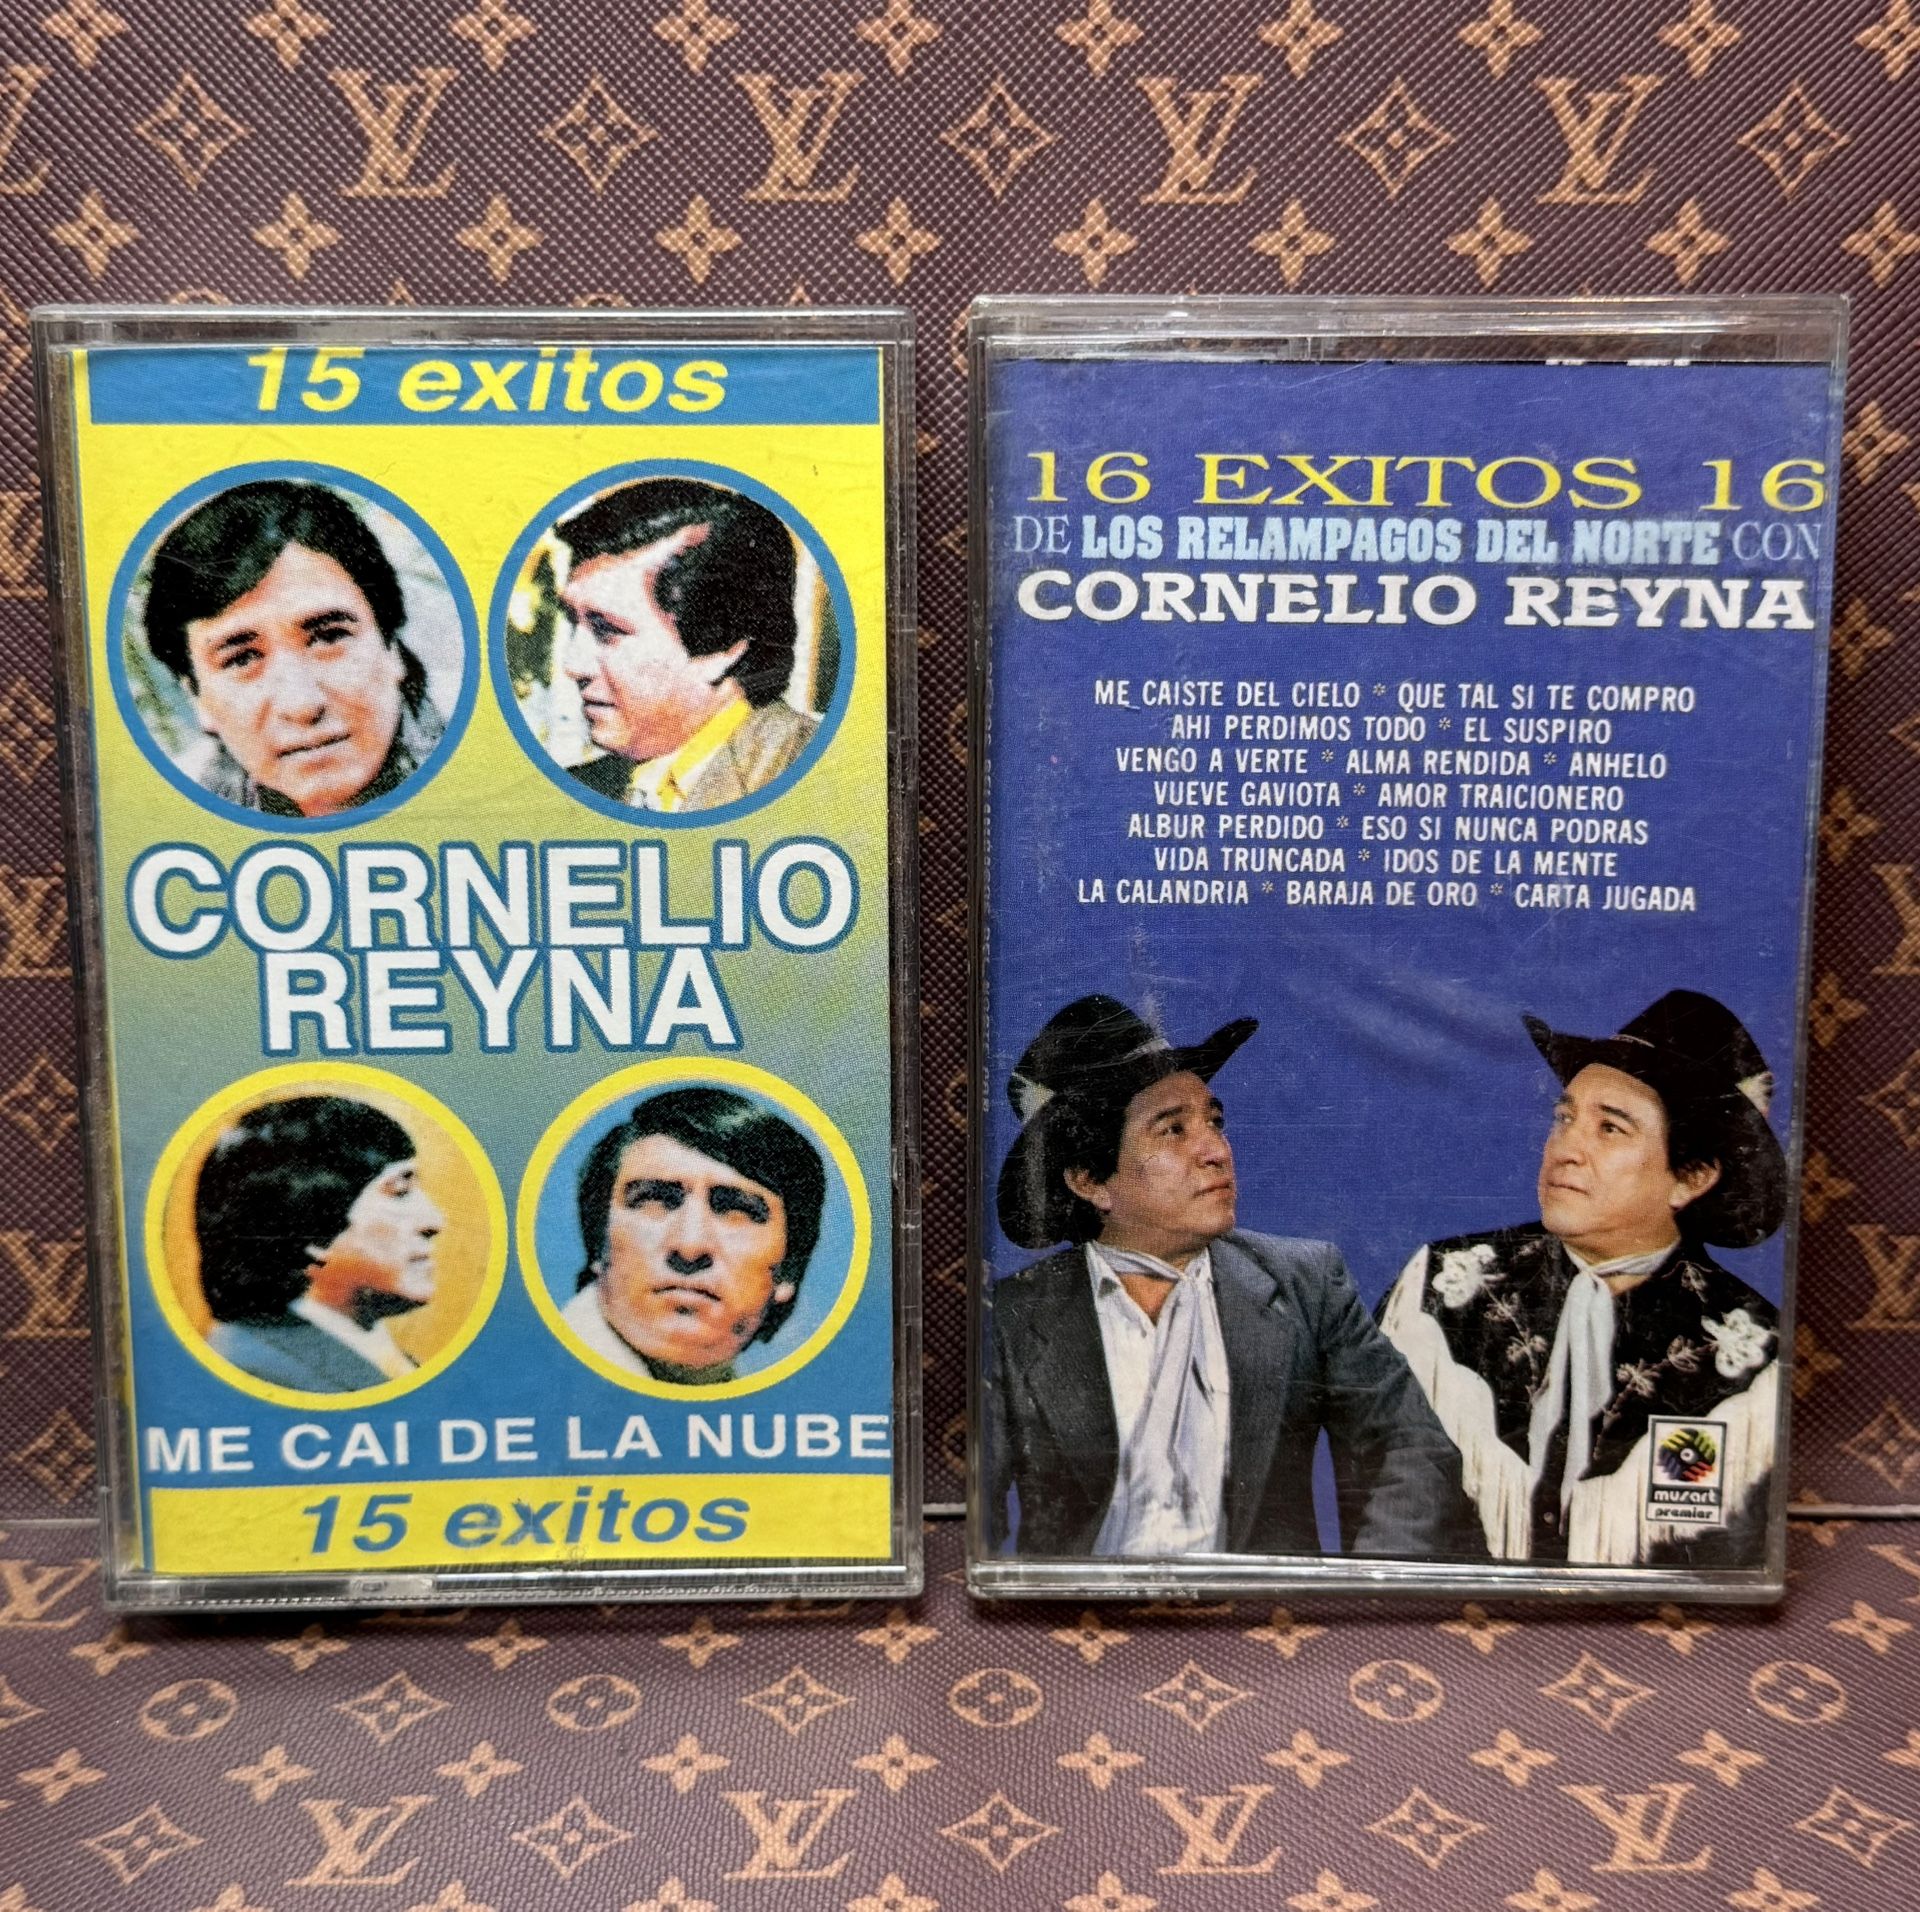 15 exitos
CORNELIO
REYNA
ME CAI DE LA NUBE
15 exitos
16 EXITOS 16
DE LOS RELAMPAGOS DEL NORTE CON
CORNELIO REYNA
ME CAISTE DEL CIELO * QUE TAL SI TE COMPRO
AHI PERDIMOS TODO * EL SUSPIRO
VENGO A VERTE * ALMA RENDIDA * ANHELO
VUEVE GAVIOTA * AMOR TRAICIONERO
ALBUR PERDIDO * ESO SI NUNCA PODRAS
VIDA TRUNCADA * IDOS DE LA MENTE
LA CALANDRIA * BARAJA DE ORO * CARTA JUGADA
musart
premier
LV